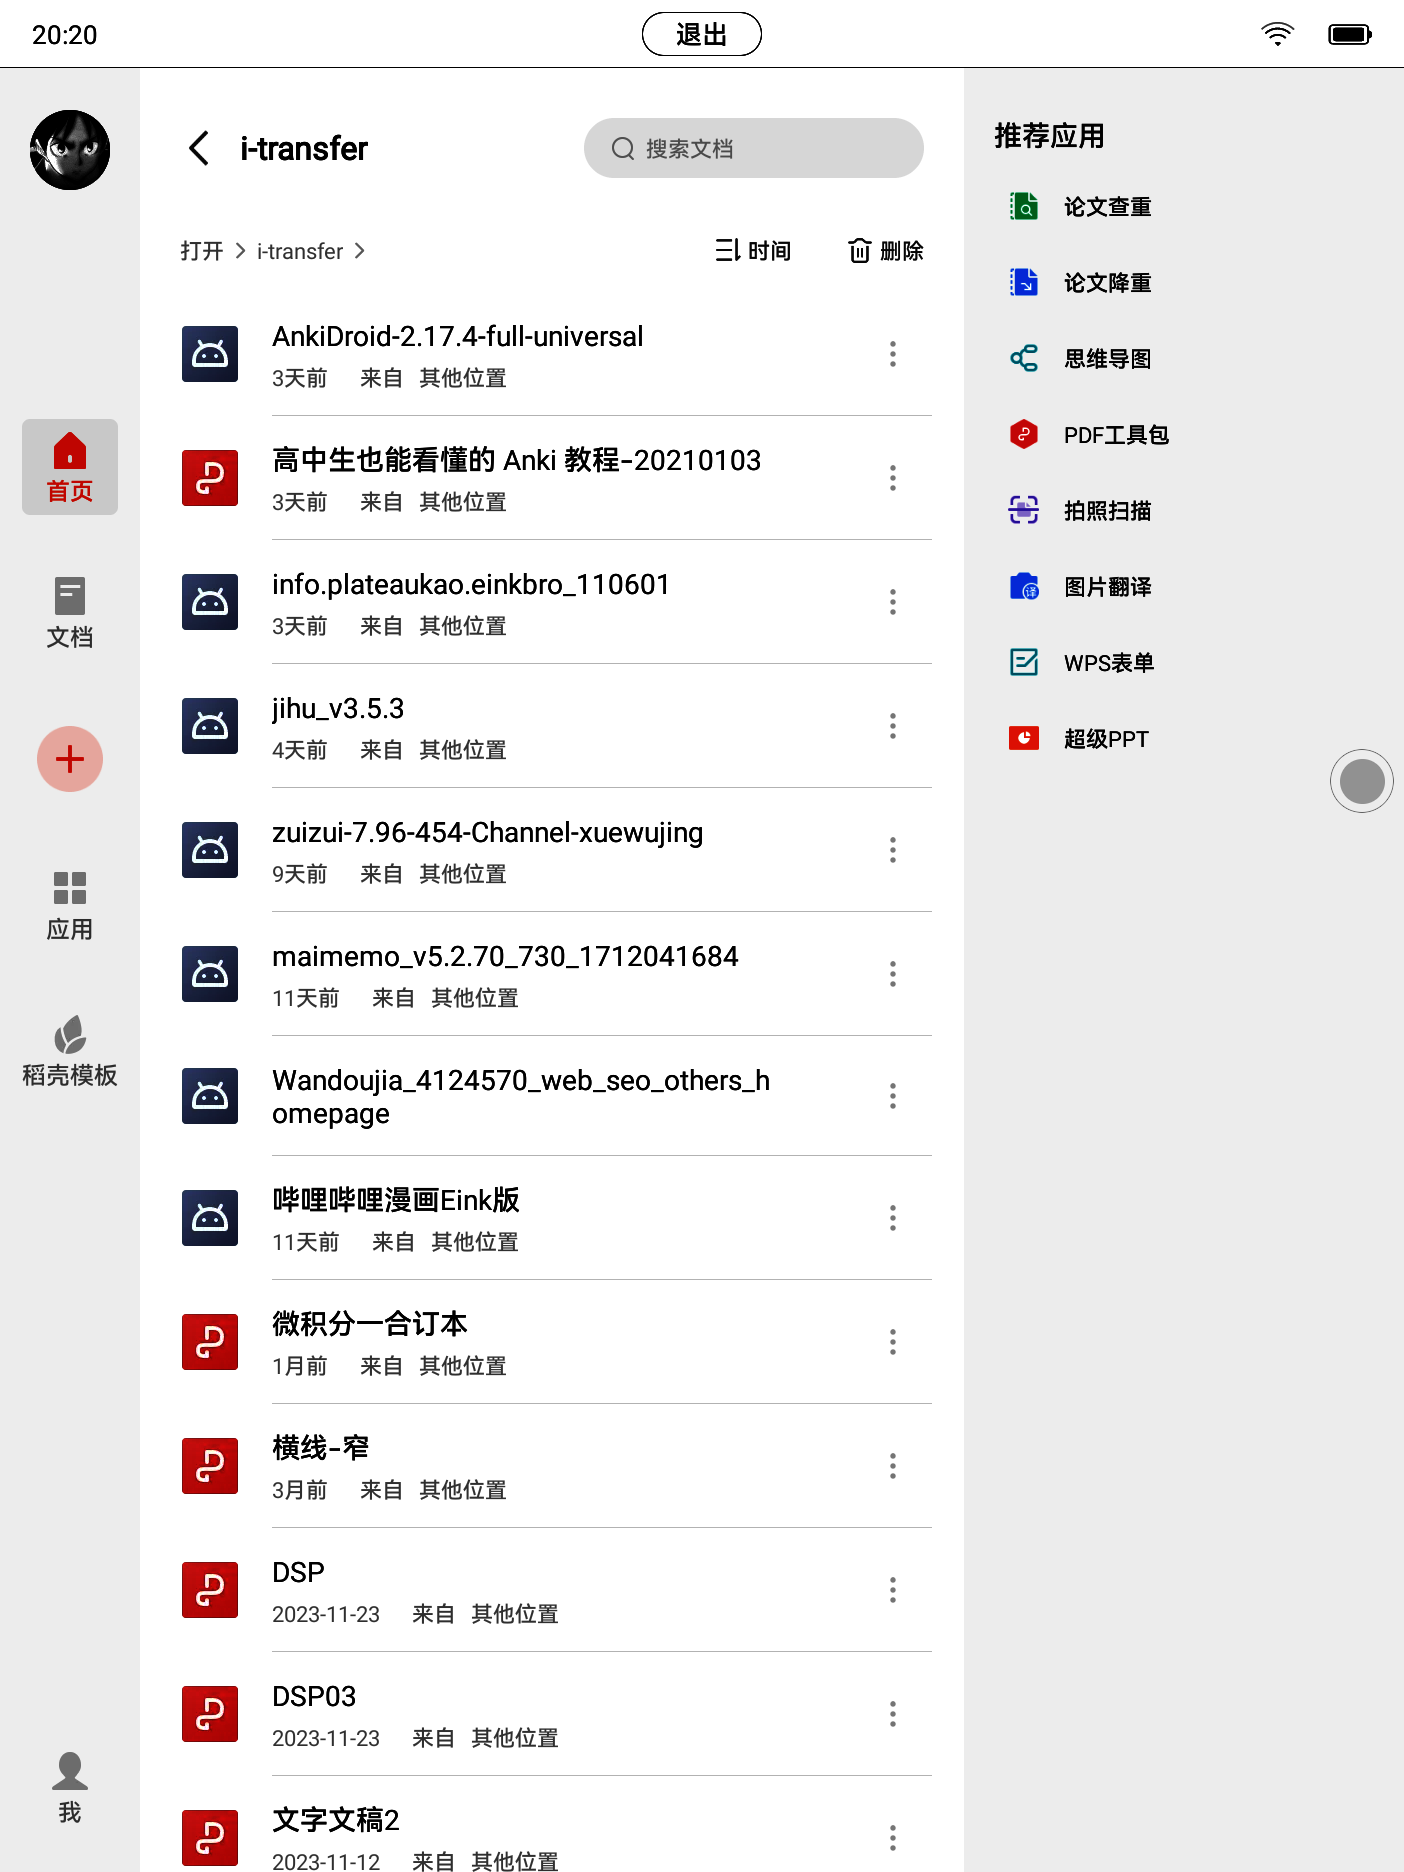 20:20
退出
i-transfer
搜索文档
推荐应用
打开 i-transfer
时间
删除
AnkiDroid-2.17.4-full-universal
3天前 来自 其他位置
高中生也能看懂的 Anki 教程-20210103
3天前 来自 其他位置
info.plateaukao.einkbro_110601
3天前 来自 其他位置
jihu_v3.5.3
4天前 来自 其他位置
zuizui-7.96-454-Channel-xuewujing
9天前 来自 其他位置
maimemo_v5.2.70_730_1712041684
11天前 来自 其他位置
Wandoujia_4124570_web_seo_others_h
omepage
哔哩哔哩漫画Eink版
11天前 来自 其他位置
微积分一合订本
1月前 来自 其他位置
横线-窄
3月前 来自 其他位置
DSP
2023-11-23 来自 其他位置
DSP03
2023-11-23 来自 其他位置
文字文稿2
2023-11-12 来自 其他位置
首页
文档
应用
稻壳模板
我
论文查重
论文降重
思维导图
PDF工具包
拍照扫描
图片翻译
译
WPS表单
超级PPT